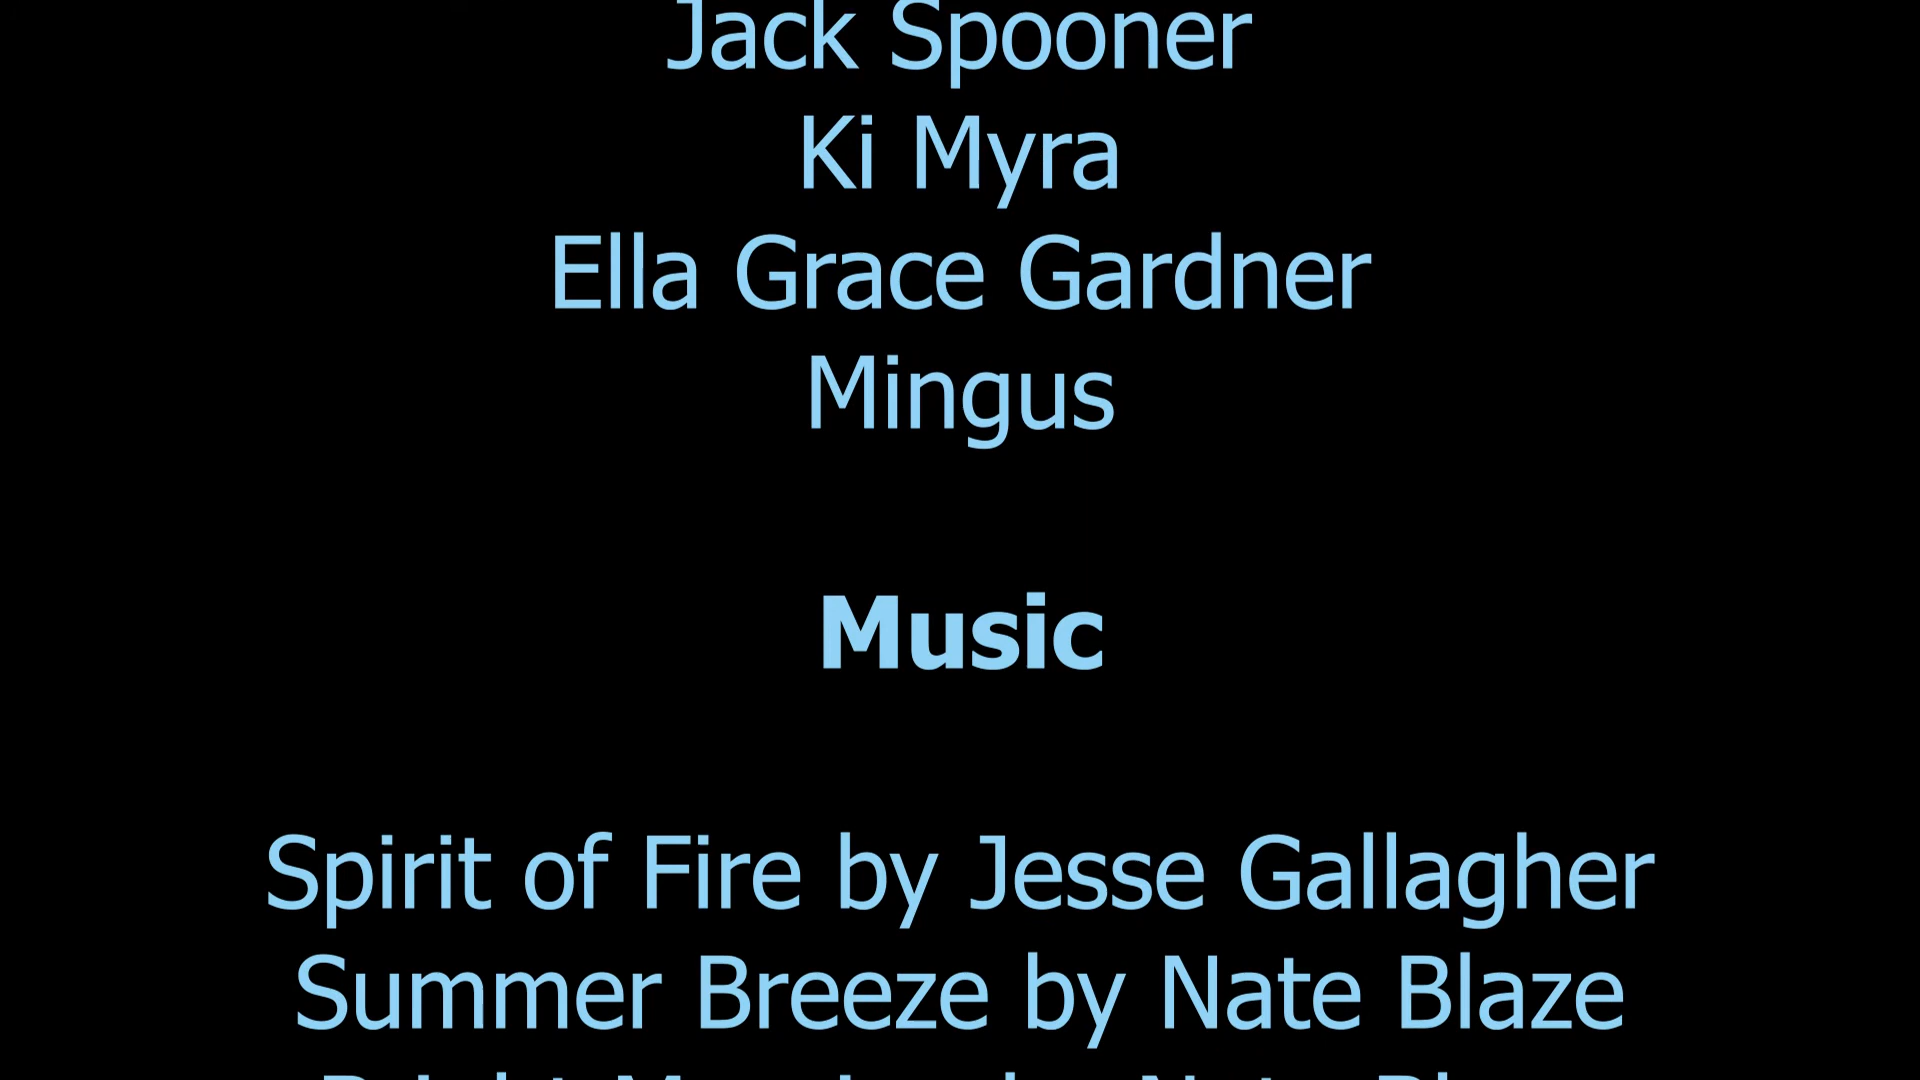 Jack Spooner
Ki Myra
Ella Grace Gardner
Mingus
Music
Spirit of Fire by Jesse Gallagher
Summer Breeze by Nate Blaze